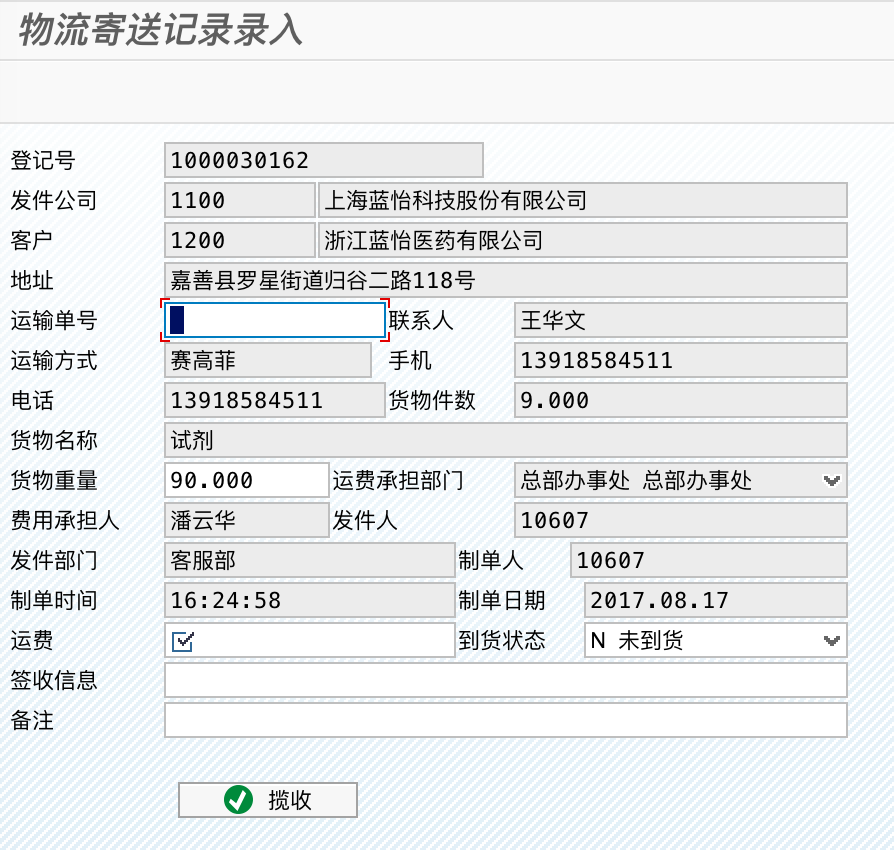 物流寄送记录录入
登记号 1000030162
发件公司 1100 上海蓝怡科技股份有限公司
客户 1200 浙江蓝怡医药有限公司
地址 嘉善县罗星街道归谷二路118号
运输单号 联系人 王华文
运输方式 赛高菲 手机 13918584511
电话 13918584511 货物件数 9.000
货物名称 试剂
货物重量 90.000 运费承担部门 总部办事处 总部办事处
费用承担人 潘云华 发件人 10607
发件部门 客服部 制单人 10607
制单时间 16:24:58 制单日期 2017.08.17
运费 到货状态 N 未到货
签收信息
备注
揽收